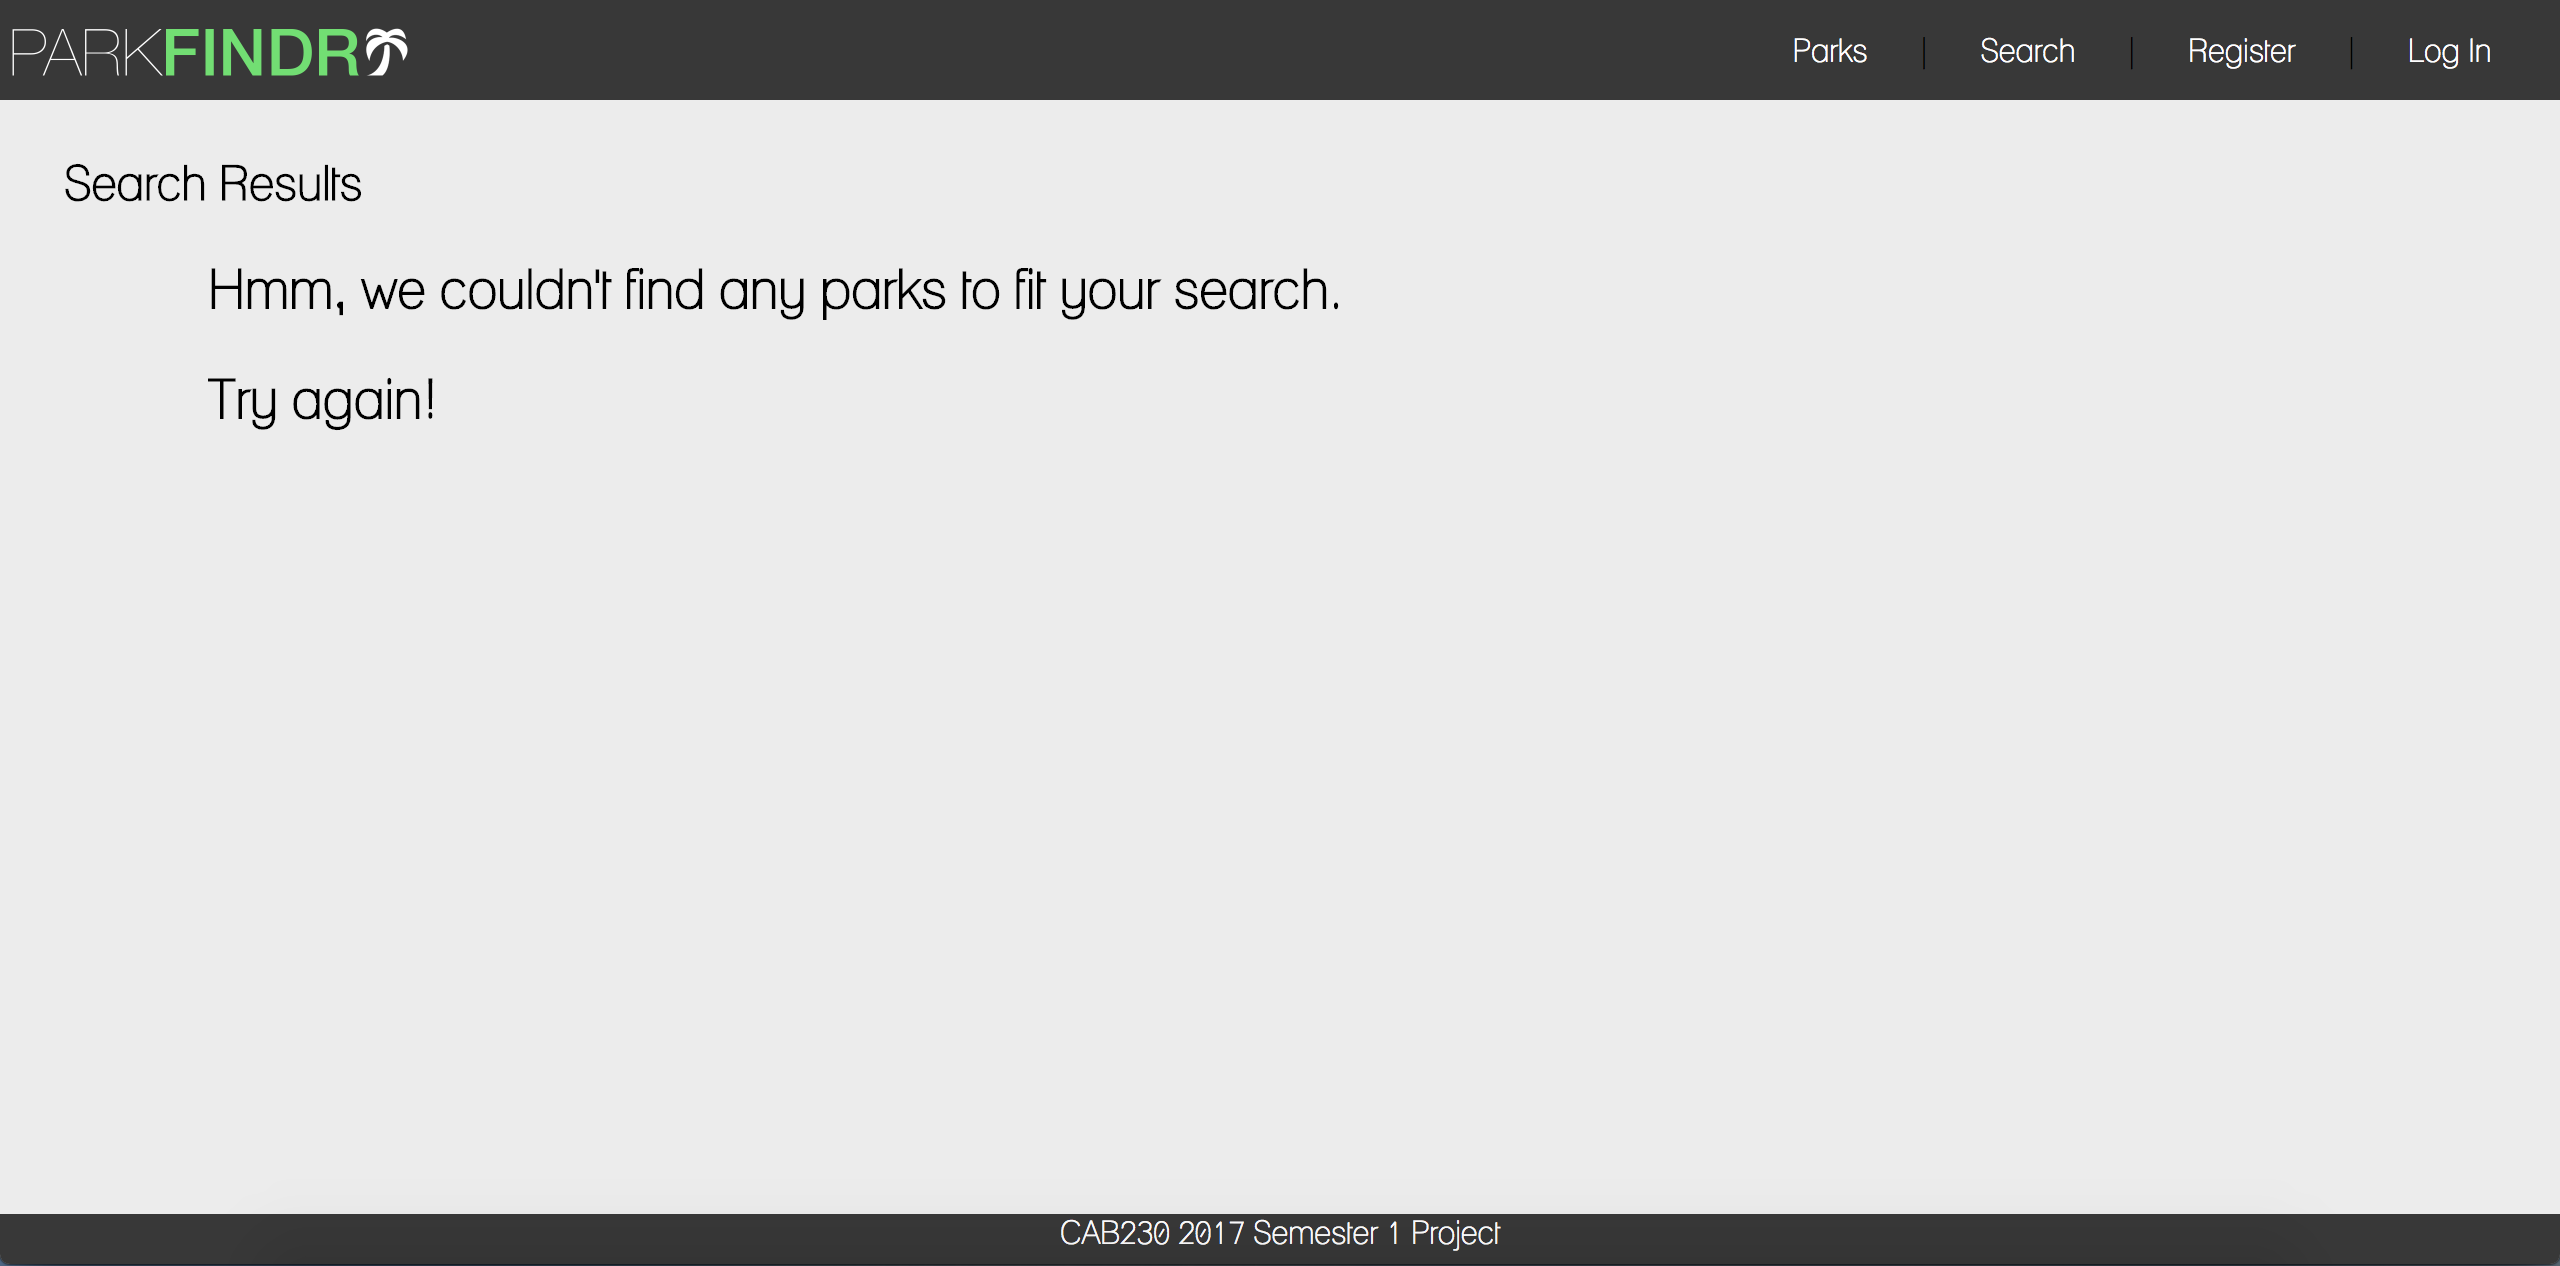 PARKFINDR
Parks | Search | Register | Log In
Search Results
Hmm, we couldn't find any parks to fit your search.
Try again!
CAB230 2017 Semester 1 Project